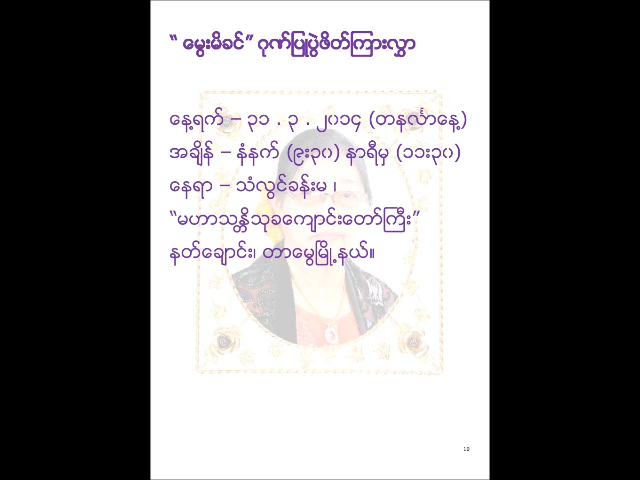 “ မွေးမိခင်” ဂုဏ်ပြုပွဲဖိတ်ကြားလွှာ
နေ့ရက် – ၃၁ . ၃ . ၂၀၁၄ (တနင်္လာနေ့)
အချိန် – နံနက် (၉း၃၀) နာရီမှ (၁၁း၃၀)
နေရာ – သံလွင်ခန်းမ ၊
“မဟာသန္တိသုခကျောင်းတော်ကြီး”
နတ်ချောင်း၊ တာမွေမြို့နယ်။
10